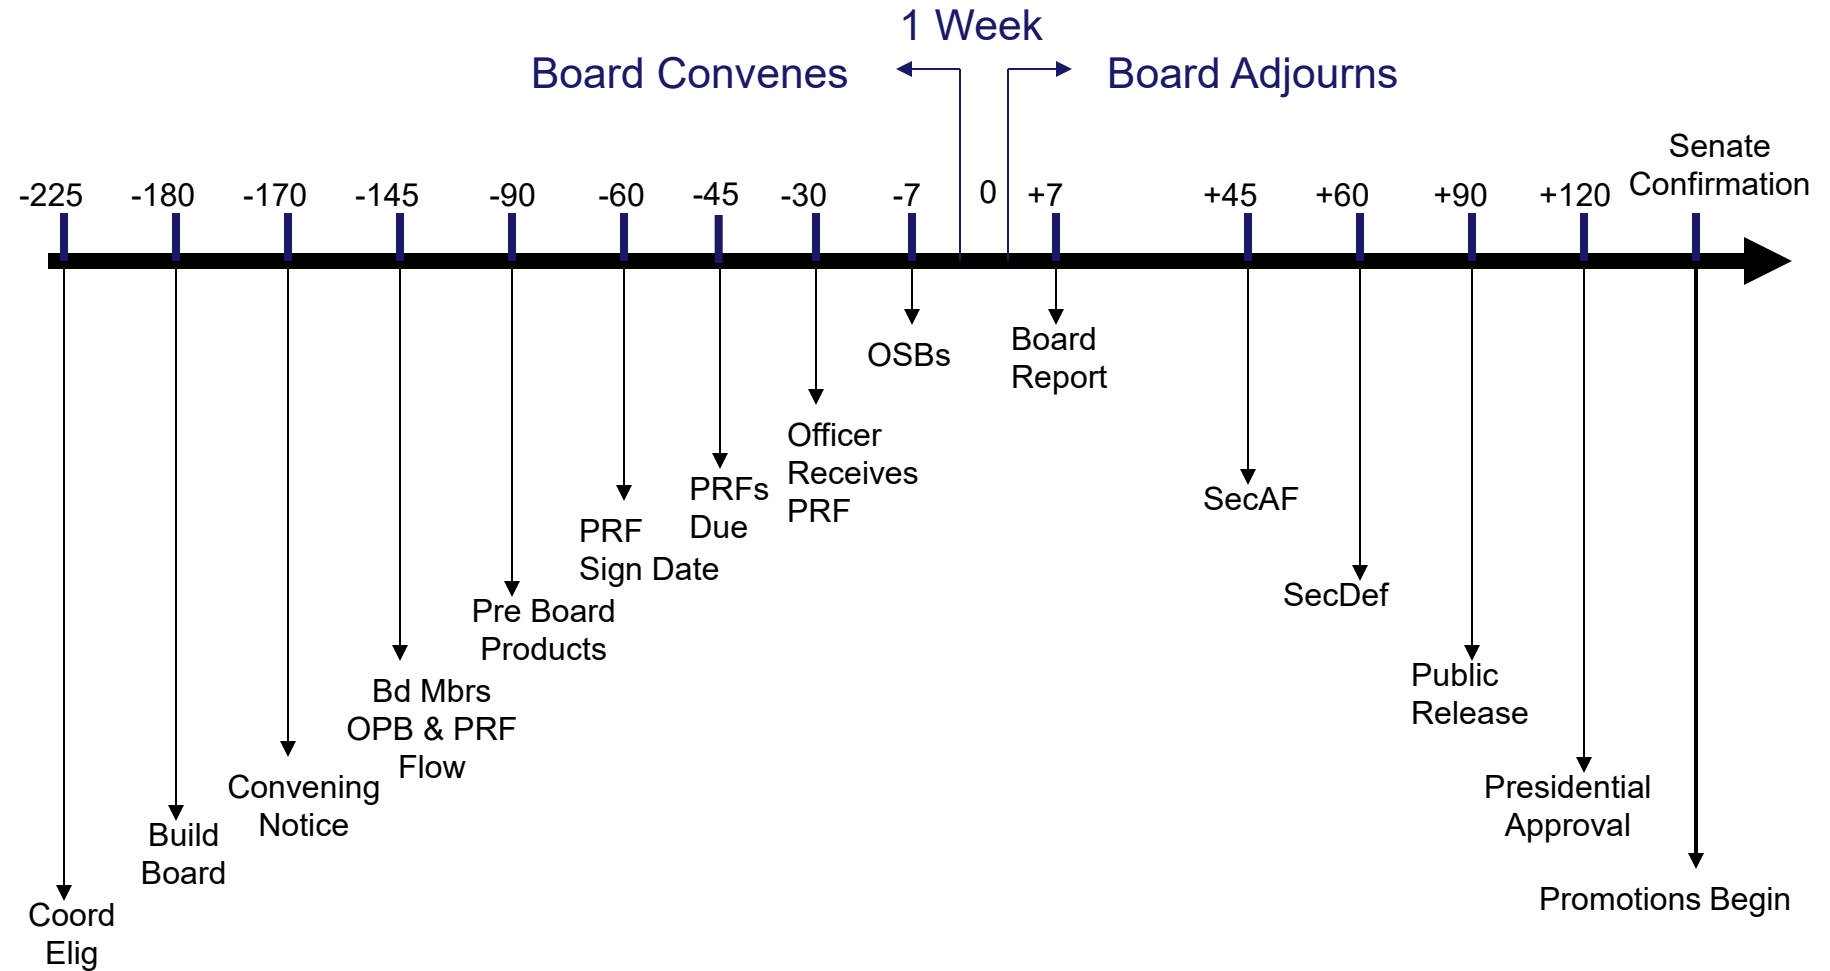 1 Week
Board Convenes
Board Adjourns
Senate
Confirmation
-225
-180
-170
-145
-90
-60
-45
-30
-7
0
+7
+45
+60
+90
+120
OSBs
Board
Report
Officer
Receives
PRF
PRFs
Due
SecAF
PRF
Sign Date
SecDef
Pre Board
Products
Public
Release
Bd Mbrs
OPB & PRF
Flow
Convening
Notice
Presidential
Approval
Build
Board
Promotions Begin
Coord
Elig